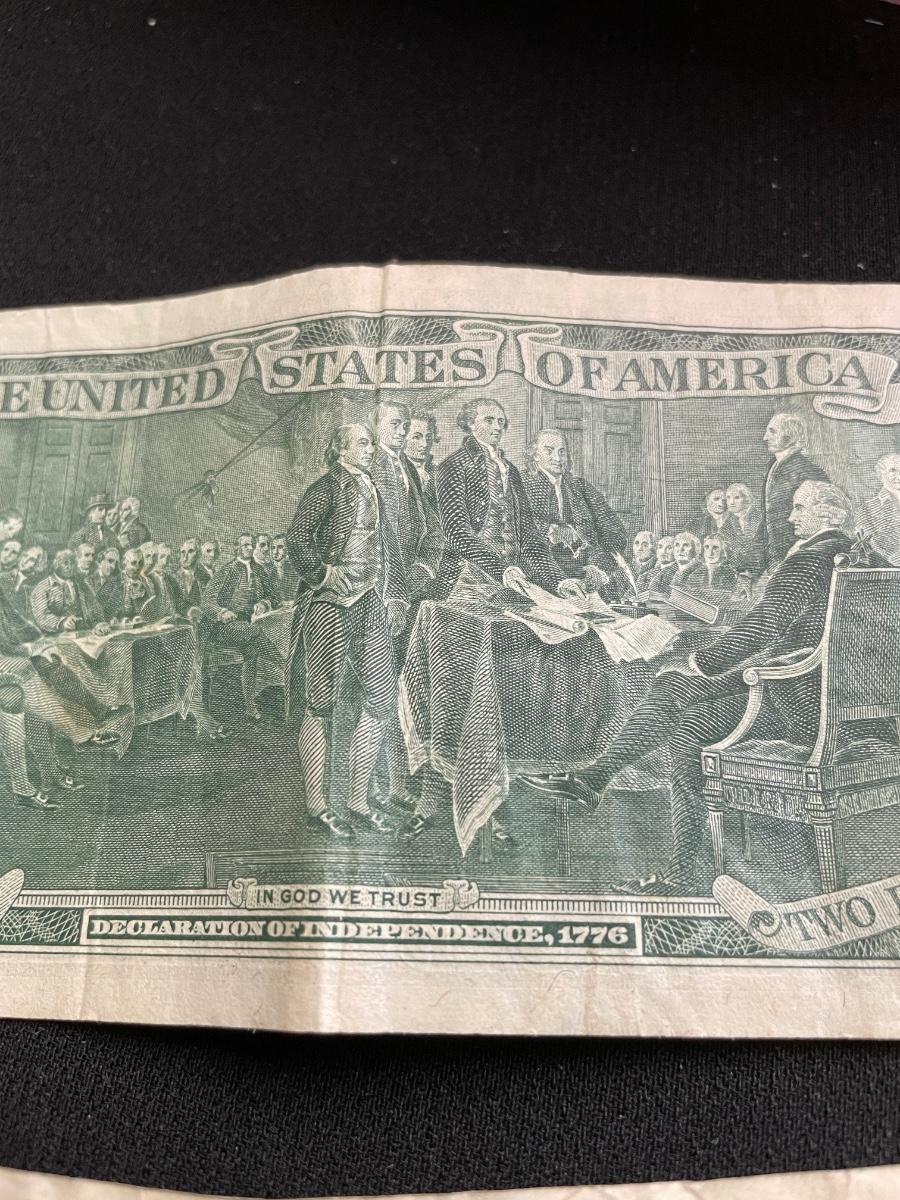 E UNITED STATES OF AMERICA
IN GOD WE TRUST
DECLARATION OF INDEPENDENCE, 1776
TWO